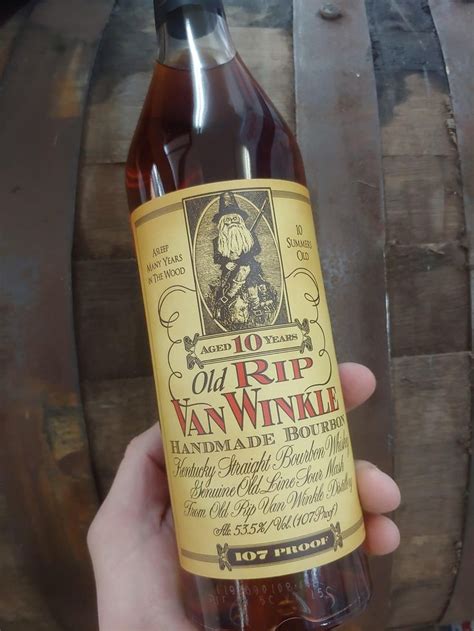 ASLEEP
MANY YEARS
IN THE WOOD
10
SUMMERS
OLD
AGED 10 YEARS
Old RIP
VAN WINKLE
HANDMADE BOURBON
Kentucky Straight Bourbon Whiskey
Genuine Old-Line Sour Mash
From Old Rip Van Winkle Distillery
Alc 53.5% / Vol. (107 Proof)
107 PROOF